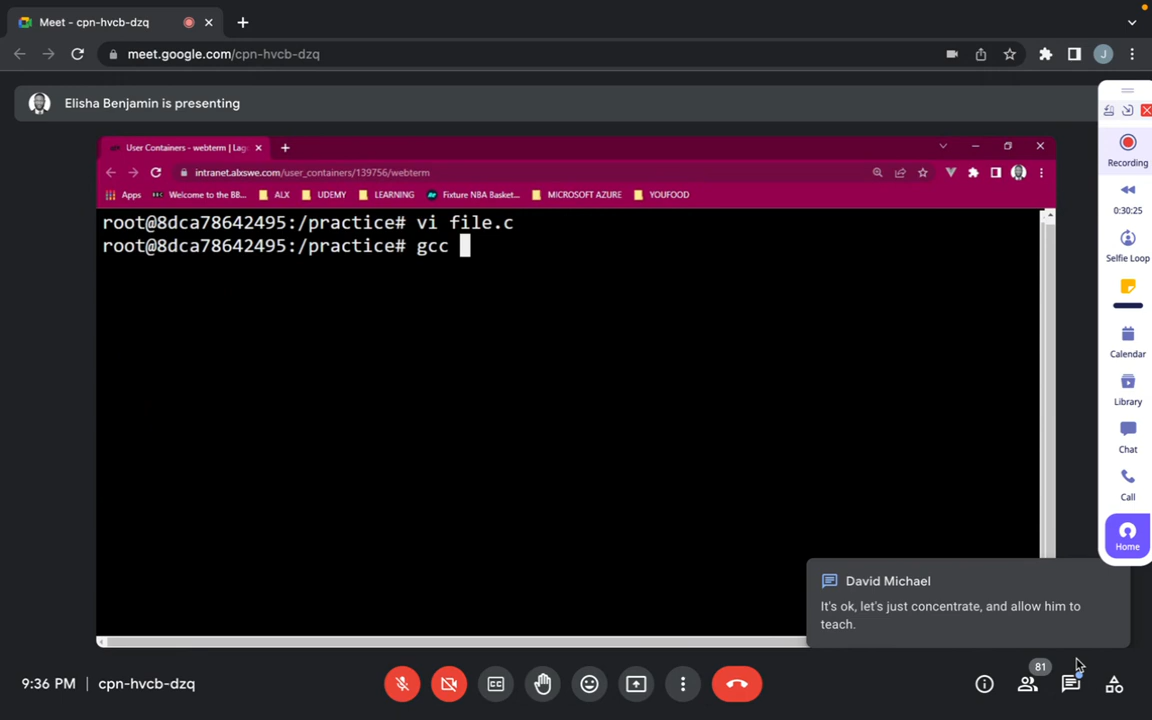 Meet - cpn-hvcb-dzq
meet.google.com/cpn-hvcb-dzq
J
Elisha Benjamin is presenting
User Containers - webterm | Lag
intranet.alxswe.com/user_containers/139756/webterm
Apps
Welcome to the BB...
ALX
UDEMY
LEARNING
Fixture NBA Basket...
MICROSOFT AZURE
YOUFOOD
root@8dca78642495:/practice# vi file.c
root@8dca78642495:/practice# gcc
Recording
0:30:25
Selfie Loop
Calendar
Library
Chat
Call
Home
David Michael
It's ok, let's just concentrate, and allow him to
teach.
9:36 PM | cpn-hvcb-dzq
CC
81